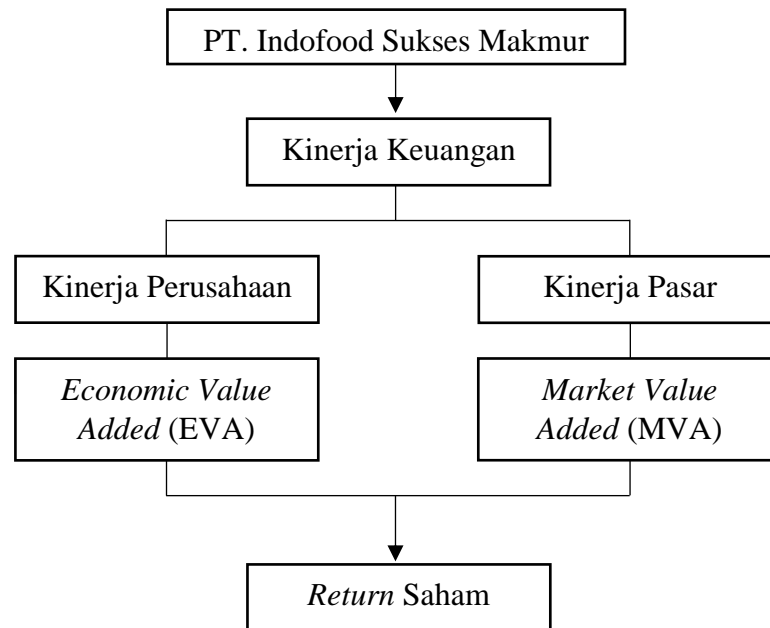 PT. Indofood Sukses Makmur
Kinerja Keuangan
Kinerja Perusahaan
Kinerja Pasar
Economic Value
Added (EVA)
Market Value
Added (MVA)
Return Saham